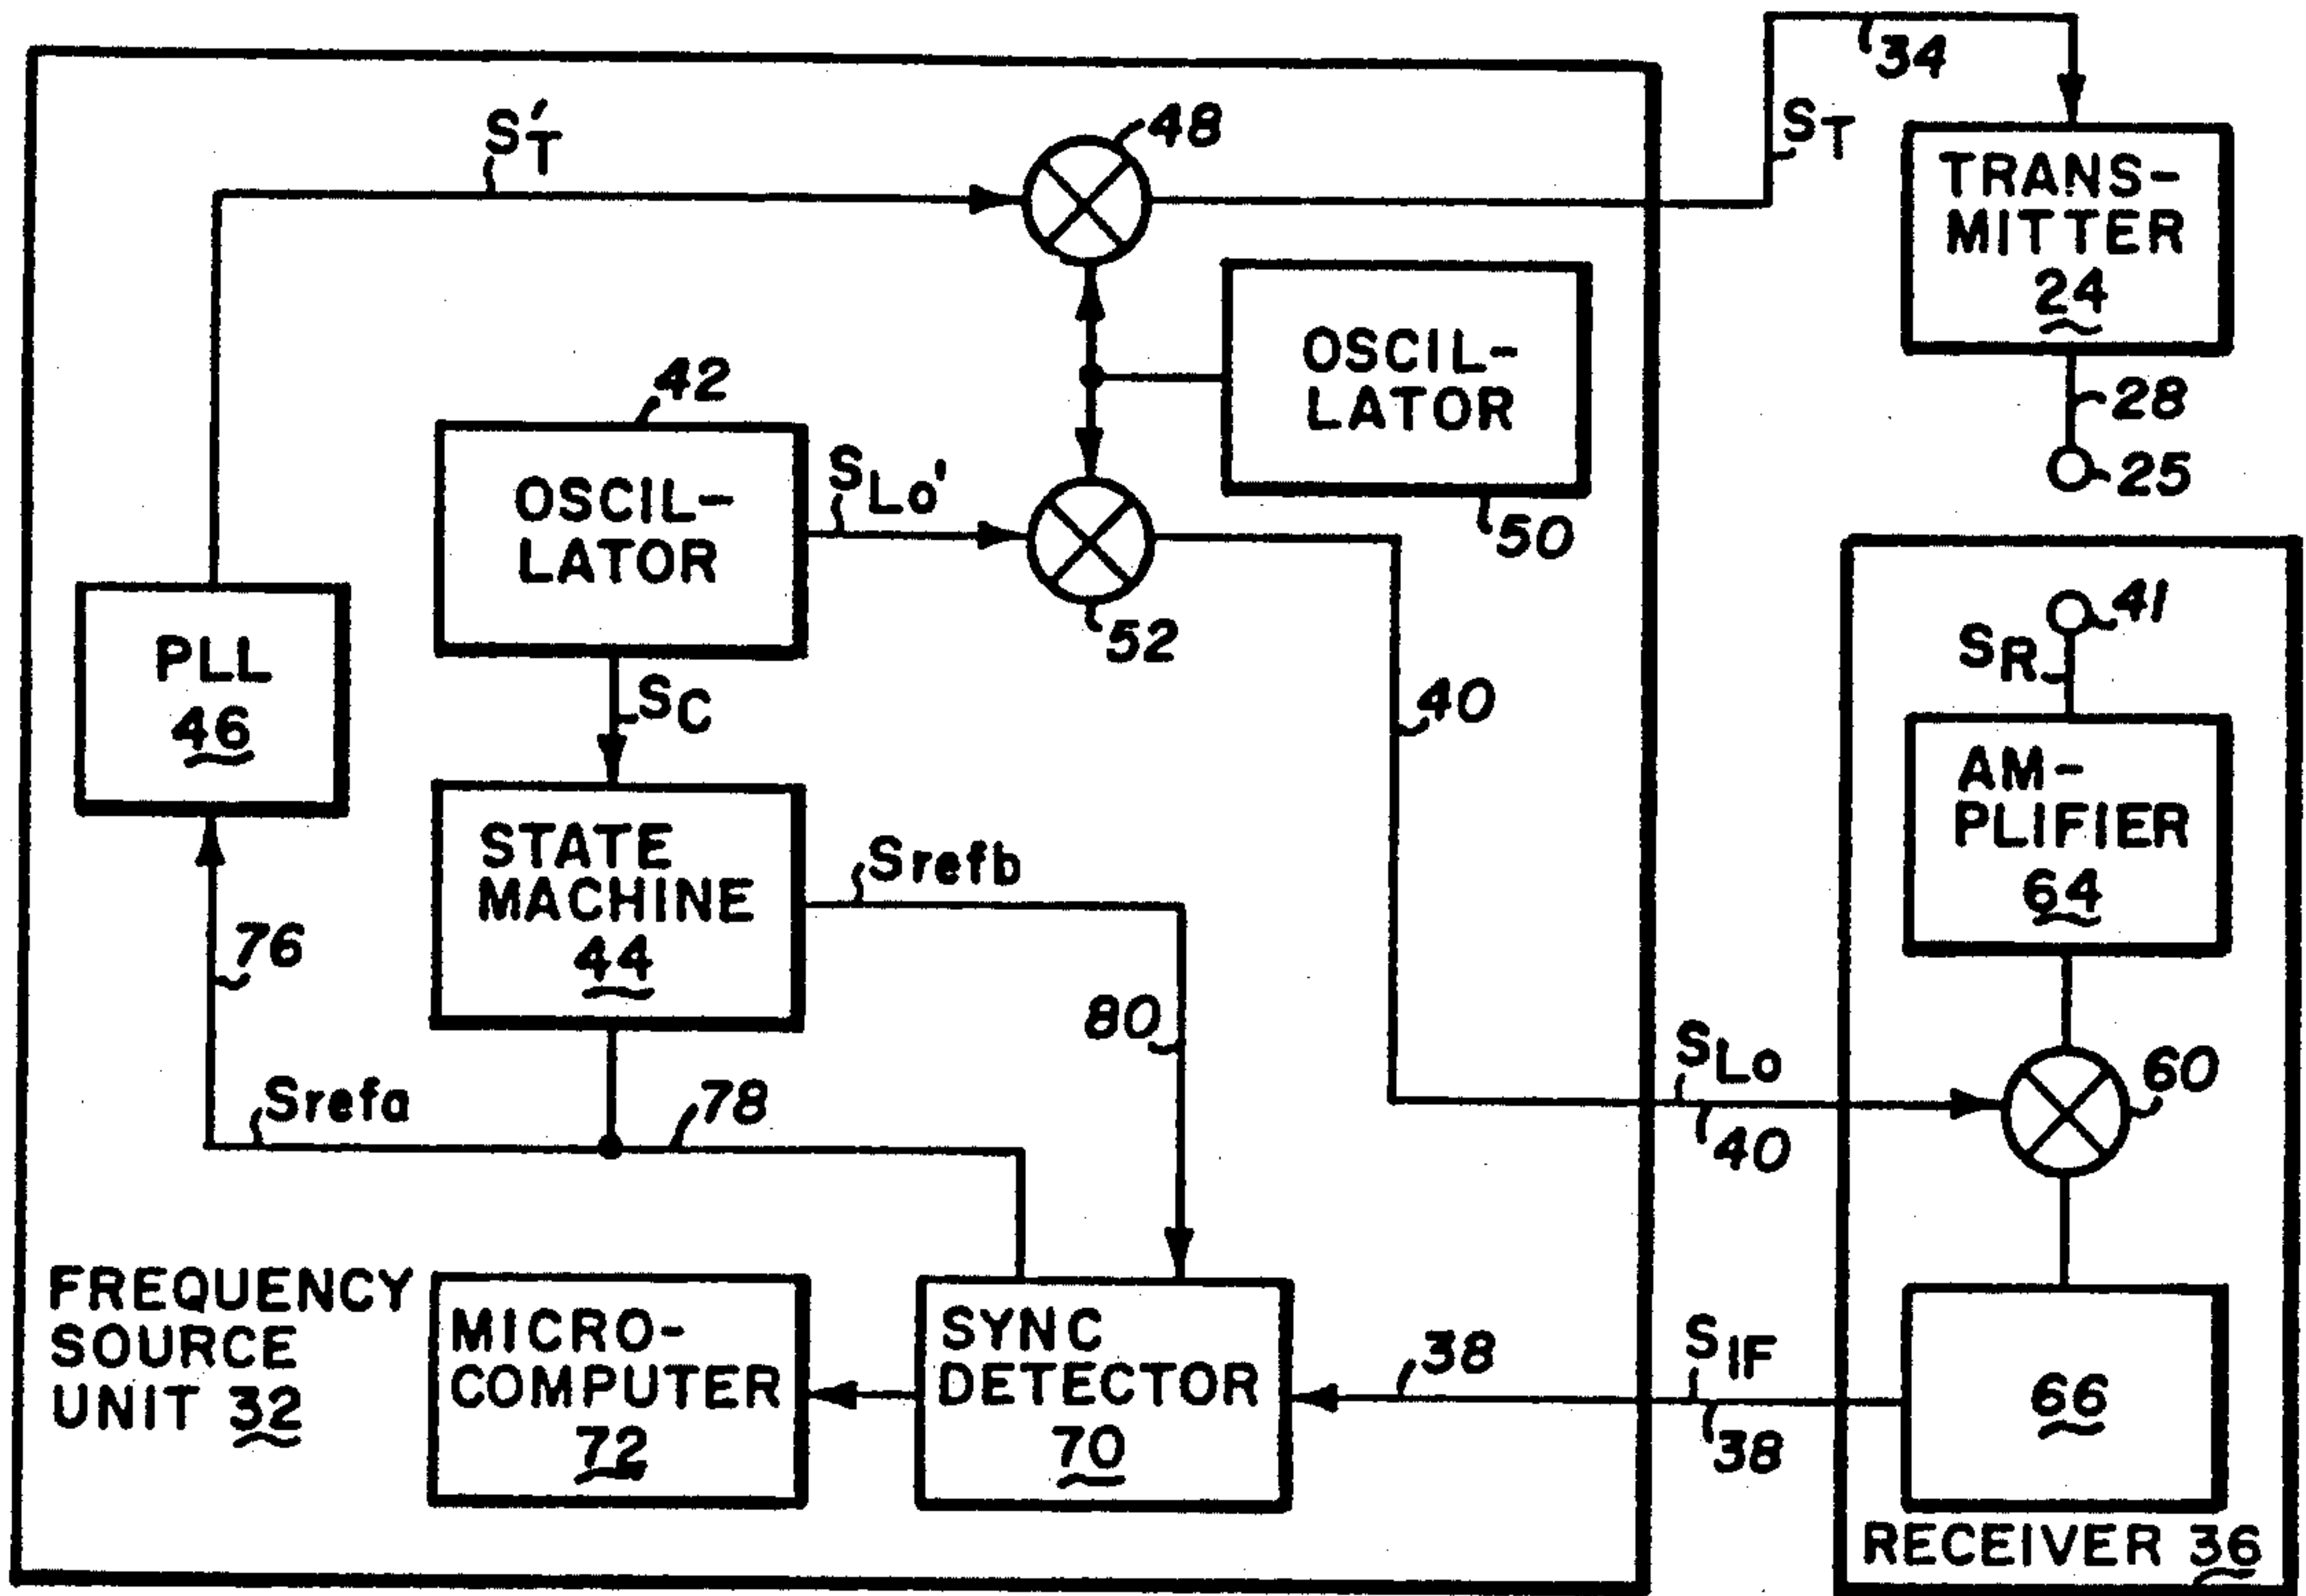 34
S'T
48
ST
TRANS-
MITTER
24
OSCIL-
LATOR
42
28
25
OSCIL-
LATOR
SLo'
50
52
41
SR
PLL
46
SC
40
AM-
PLIFIER
64
STATE
MACHINE
44
Srefb
76
80
SLo
60
Srefa
78
40
FREQUENCY
SOURCE
UNIT 32
MICRO-
COMPUTER
72
SYNC
DETECTOR
70
38
SIF
38
66
RECEIVER 36